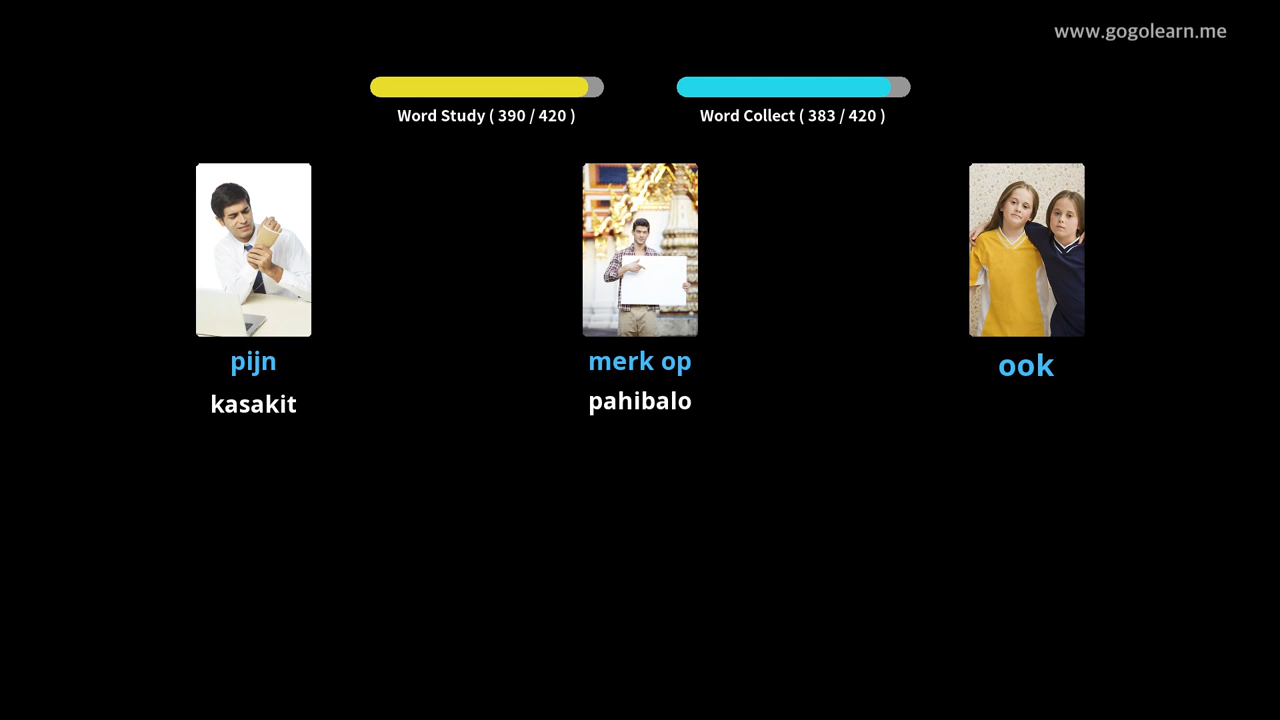 www.gogolearn.me
Word Study ( 390 / 420 )
Word Collect ( 383 / 420 )
pijn
merk op
ook
kasakit
pahibalo